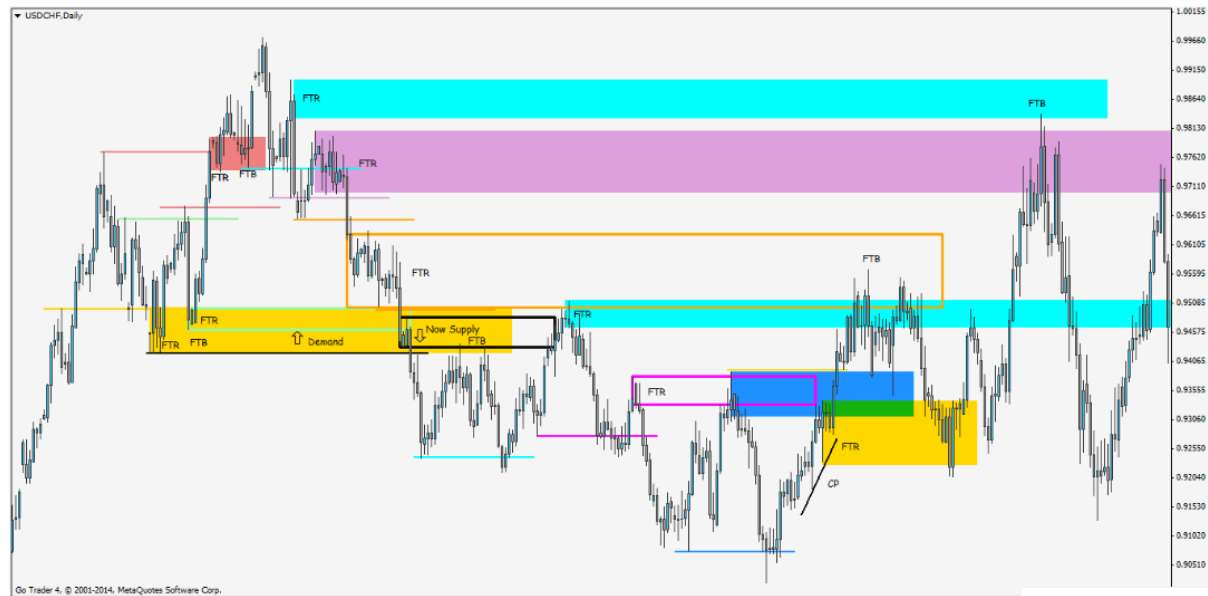 USDCHF,Daily
1.00155
0.99660
0.99150
0.98640
0.98130
0.97620
0.97110
0.96615
0.96105
0.95595
0.95085
0.94575
0.94065
0.93555
0.93060
0.92550
0.92040
0.91530
0.91020
0.90510
FTR
FTB
FTR
FTR
FTB
FTB
FTR
FTR
FTR
Now Supply
FTR
FTB
Demand
FTB
FTR
FTR
FTR
CP
Go Trader 4, © 2001-2014, MetaQuotes Software Corp.